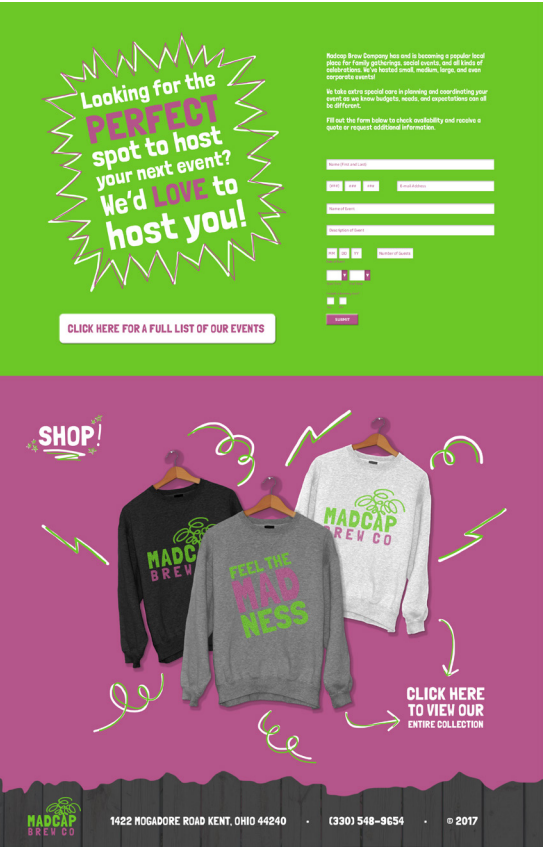 Looking for the
PERFECT
spot to host
your next event?
We'd LOVE to
host you!
CLICK HERE FOR A FULL LIST OF OUR EVENTS
Madcap Brew Company has and is becoming a popular local
place for family gatherings, social events, and all kinds of
celebrations. We've hosted small, medium, large, and even
corporate events!
We take extra special care in planning and coordinating your
event as we know budgets, needs, and expectations can all
be different.
Fill out the form below to check availability and receive a
quote or request additional information.
Name (First and Last)
E-mail Address
Name of Event
Description of Event
YY
Number of Guests
SUBMIT
SHOP!
MADCAP
BREW CO
MADC
BREW
FEEL THE
MAD
NESS
CLICK HERE
TO VIEW OUR
ENTIRE COLLECTION
MADCAP
BREW CO
1422 MOGADORE ROAD KENT, OHIO 44240 • (330) 548-9654 • © 2017